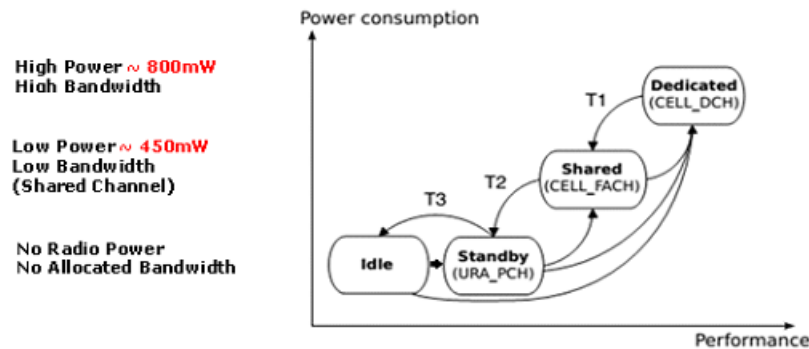 Power consumption
High Power ~ 800mW
High Bandwidth
Dedicated
(CELL_DCH)
T1
Low Power ~ 450mW
Low Bandwidth
(Shared Channel)
Shared
(CELL_FACH)
T2
T3
No Radio Power
No Allocated Bandwidth
Idle
Standby
(URA_PCH)
Performance